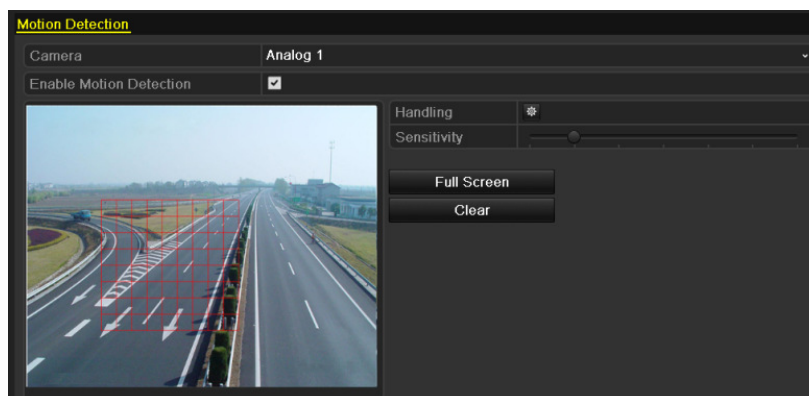 Motion Detection
Camera Analog 1
Enable Motion Detection
Handling
Sensitivity
Full Screen
Clear